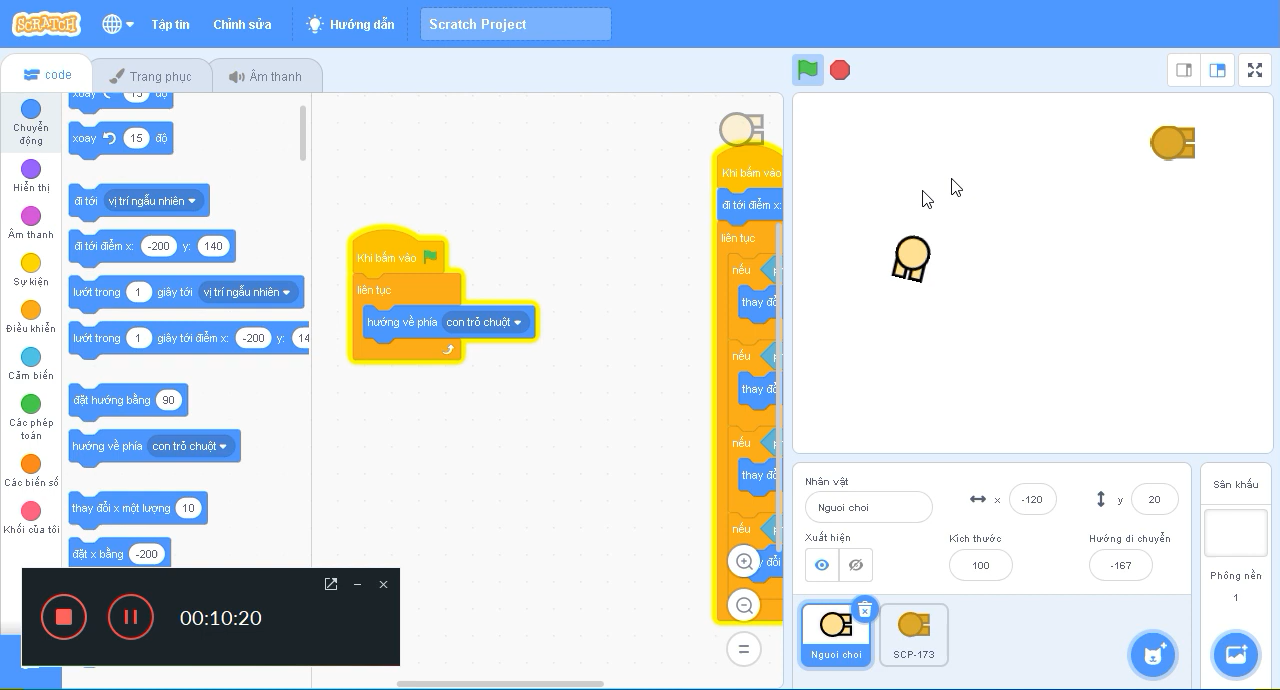 SCRATCH
Tập tin
Chỉnh sửa
Hướng dẫn
Scratch Project
code
Trang phục
Âm thanh
Chuyển động
Hiển thị
Âm thanh
Sự kiện
Điều khiển
Cảm biến
Các phép toán
Các biến số
Khối của tôi
xoay 15 độ
xoay 15 độ
đi tới vị trí ngẫu nhiên
đi tới điểm x: -200 y: 140
lướt trong 1 giây tới vị trí ngẫu nhiên
lướt trong 1 giây tới điểm x: -200 y: 14
đặt hướng bằng 90
hướng về phía con trỏ chuột
thay đổi x một lượng 10
đặt x bằng -200
Khi bấm vào
liên tục
hướng về phía con trỏ chuột
Khi bấm vào
đi tới điểm x:
liên tục
nếu
thay đổ
nếu
thay đổ
nếu
thay đổ
nếu
đổi
00:10:20
Nhân vật
Nguoi choi
x -120
y 20
Xuất hiện
Kích thước
100
Hướng di chuyển
-167
Nguoi choi
SCP-173
Sân khấu
Phông nền
1